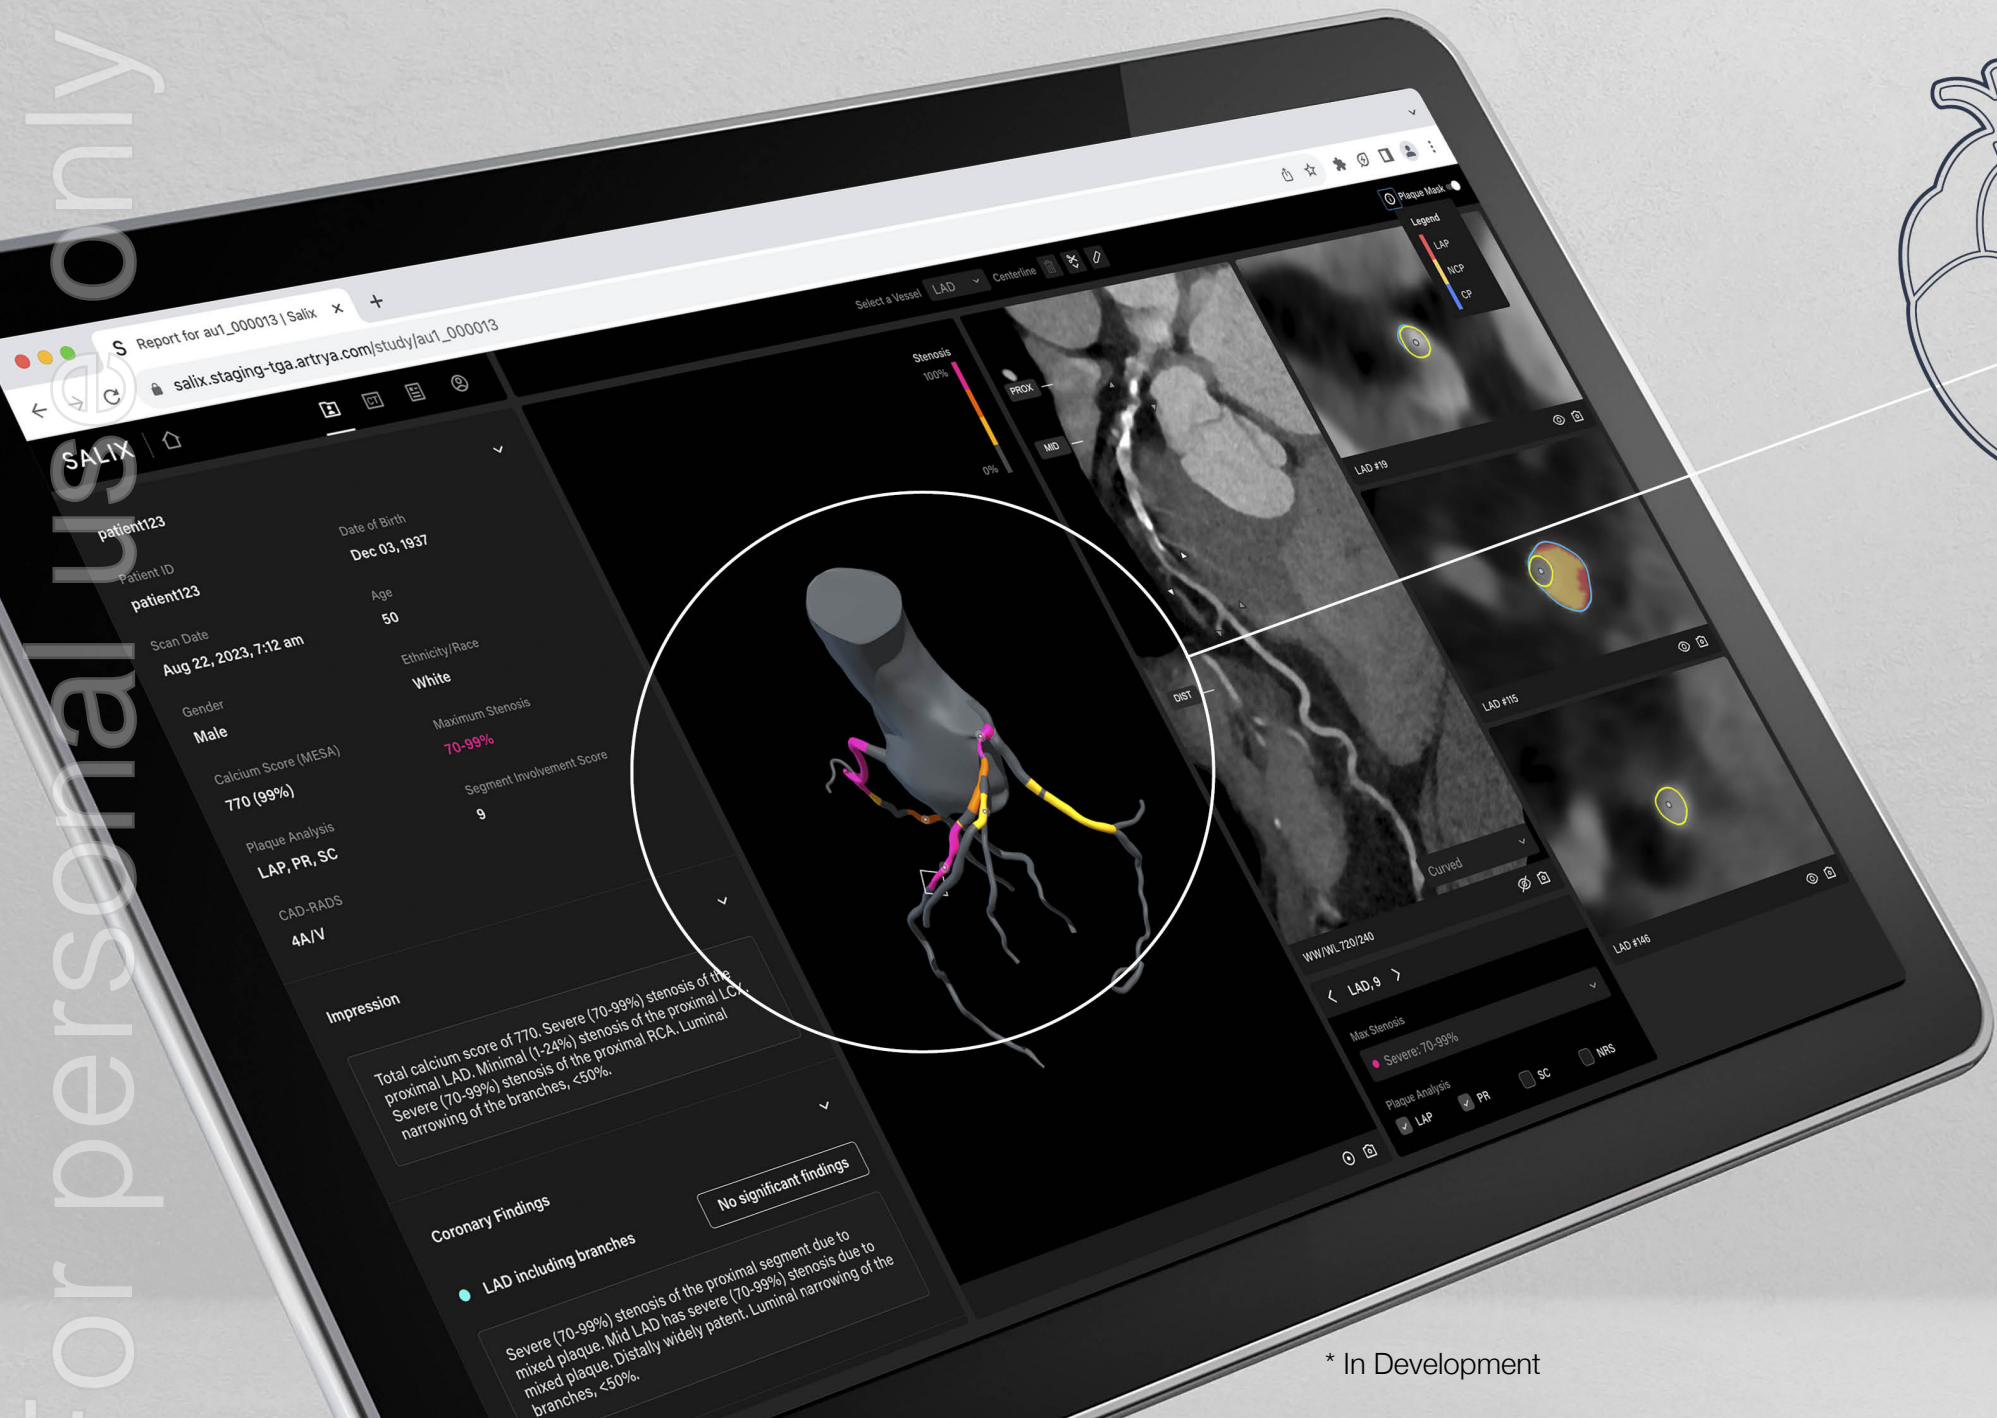 For personal use only
S Report for au1_000013 | Salix
salix.staging-tga.artrya.com/study/au1_000013
SALIX
CT
patient123
Patient ID
patient123
Date of Birth
Dec 03, 1937
Scan Date
Aug 22, 2023, 7:12 am
Age
50
Gender
Male
Ethnicity/Race
White
Calcium Score (MESA)
770 (99%)
Maximum Stenosis
70-99%
Plaque Analysis
LAP, PR, SC
Segment Involvement Score
9
CAD-RADS
4A/V
Impression
Total calcium score of 770. Severe (70-99%) stenosis of the
proximal LAD. Minimal (1-24%) stenosis of the proximal LCX.
Severe (70-99%) stenosis of the proximal RCA. Luminal
narrowing of the branches, <50%.
Coronary Findings
No significant findings
LAD including branches
Severe (70-99%) stenosis of the proximal segment due to
mixed plaque. Mid LAD has severe (70-99%) stenosis due to
mixed plaque. Distally widely patent. Luminal narrowing of the
branches, <50%.
Select a Vessel LAD Centerline
Stenosis
100%
0%
PROX
MID
DIST
Curved
WW/WL 720/240
LAD, 9
Max Stenosis
Severe: 70-99%
Plaque Analysis
LAP PR SC NRS
Plaque Mask
Legend
LAP
NCP
CP
LAD #19
LAD #115
LAD #146
* In Development